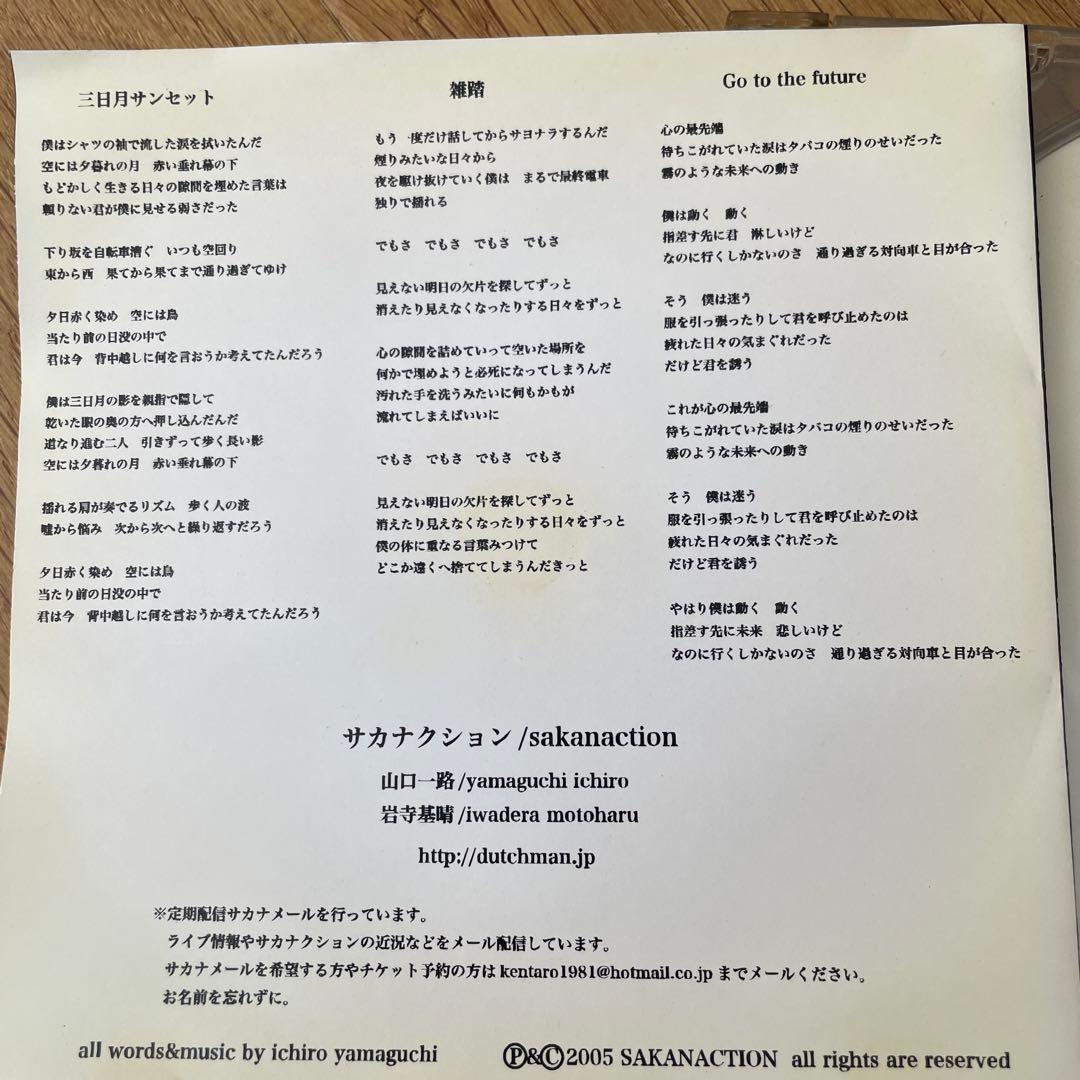 三日月サンセット
僕はシャツの袖で流した涙を拭いたんだ
空には夕暮れの月　赤い垂れ幕の下
もどかしく生きる日々の隙間を埋めた言葉は
頼りない君が僕に見せる弱さだった
下り坂を自転車漕ぐ　いつも空回り
東から西　果てから果てまで通り過ぎてゆけ
夕日赤く染め　空には鳥
当たり前の日没の中で
君は今　背中越しに何を言おうか考えてたんだろう
僕は三日月の影を親指で隠して
乾いた眼の奥の方へ押し込んだんだ
道なり進む二人　引きずって歩く長い影
空には夕暮れの月　赤い垂れ幕の下
揺れる肩が奏でるリズム　歩く人の波
嘘から悩み　次から次へと繰り返すだろう
夕日赤く染め　空には鳥
当たり前の日没の中で
君は今　背中越しに何を言おうか考えてたんだろう
雑踏
もう一度だけ話してからサヨナラするんだ
煙りみたいな日々から
夜を駆け抜けていく僕は　まるで最終電車
独りで揺れる
でもさ　でもさ　でもさ　でもさ
見えない明日の欠片を探してずっと
消えたり見えなくなったりする日々をずっと
心の隙間を詰めていって空いた場所を
何かで埋めようと必死になってしまうんだ
汚れた手を洗うみたいに何もかもが
流れてしまえばいいに
でもさ　でもさ　でもさ　でもさ
見えない明日の欠片を探してずっと
消えたり見えなくなったりする日々をずっと
僕の体に重なる言葉みつけて
どこか遠くへ捨ててしまうんだきっと
Go to the future
心の最先端
待ちこがれていた涙はタバコの煙りのせいだった
霧のような未来への動き
僕は動く　動く
指差す先に君　淋しいけど
なのに行くしかないのさ　通り過ぎる対向車と目が合った
そう　僕は迷う
服を引っ張ったりして君を呼び止めたのは
疲れた日々の気まぐれだった
だけど君を誘う
これが心の最先端
待ちこがれていた涙はタバコの煙りのせいだった
霧のような未来への動き
そう　僕は迷う
服を引っ張ったりして君を呼び止めたのは
疲れた日々の気まぐれだった
だけど君を誘う
やはり僕は動く　動く
指差す先に未来　悲しいけど
なのに行くしかないのさ　通り過ぎる対向車と目が合った
サカナクション/sakanaction
山口一路/yamaguchi ichiro
岩寺基晴/iwadera motoharu
http://dutchman.jp
※定期配信サカナメールを行っています。
ライブ情報やサカナクションの近況などをメール配信しています。
サカナメールを希望する方やチケット予約の方は kentaro1981@hotmail.co.jp までメールください。
お名前を忘れずに。
all words&music by ichiro yamaguchi
Ⓟ&Ⓒ2005 SAKANACTION all rights are reserved